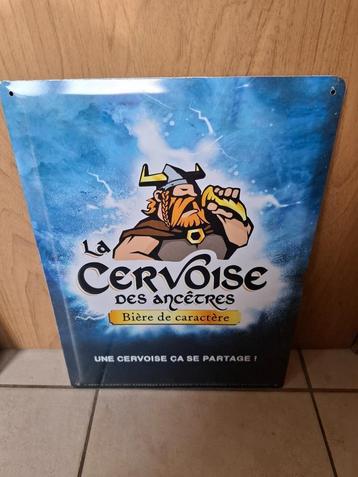 La
CERVOISE
DES ANCÊTRES
Bière de caractère
UNE CERVOISE ÇA SE PARTAGE !